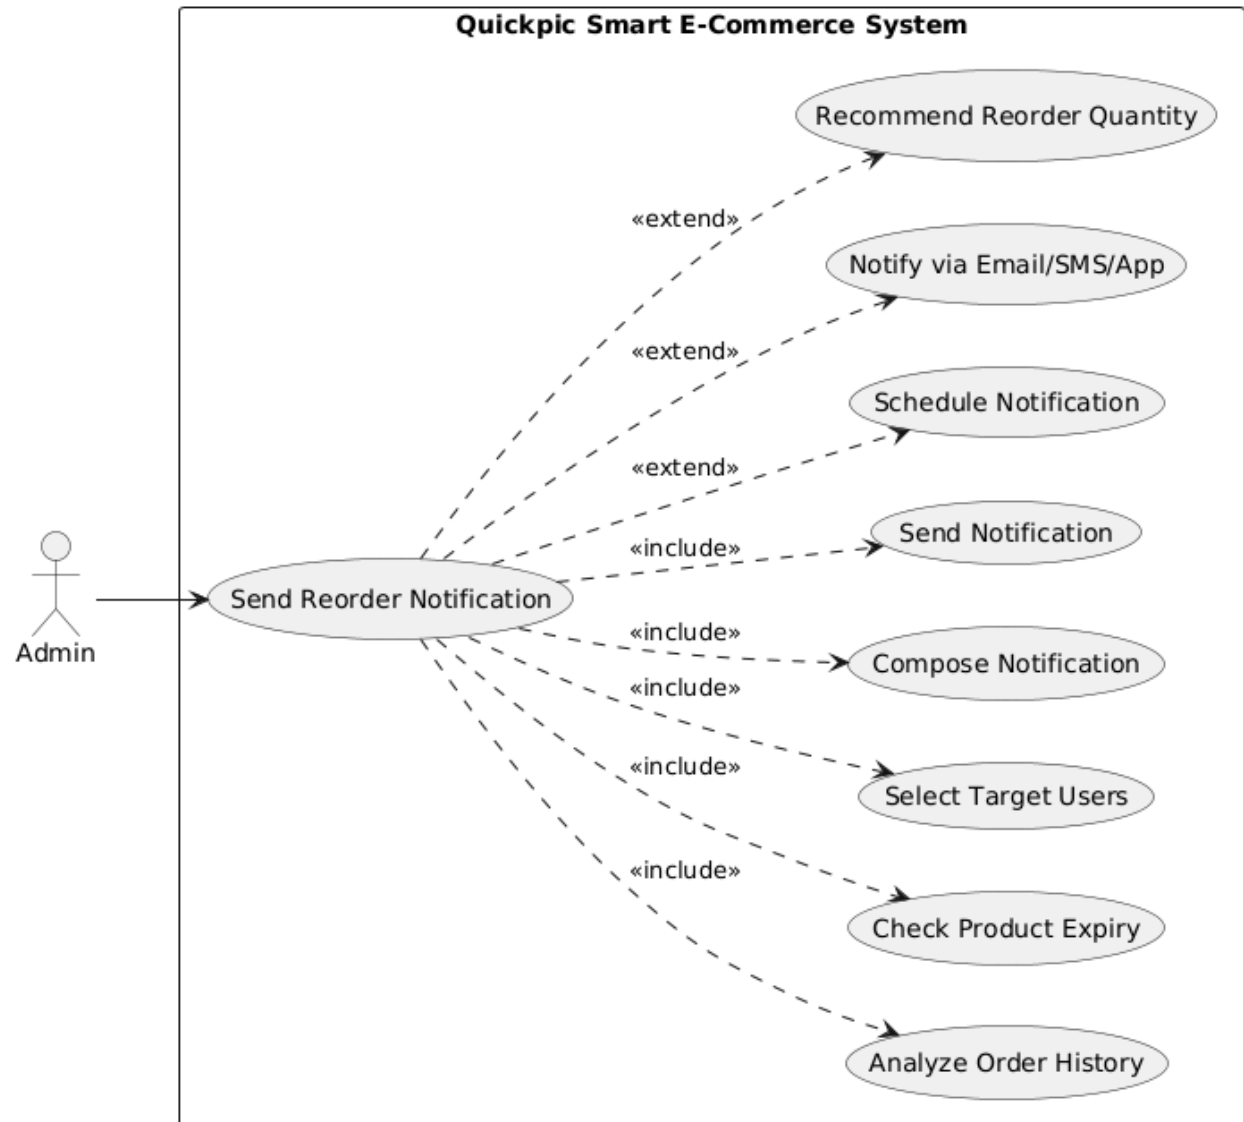 Quickpic Smart E-Commerce System
Recommend Reorder Quantity
«extend»
Notify via Email/SMS/App
«extend»
Schedule Notification
«extend»
Send Notification
«include»
Send Reorder Notification
Admin
«include»
Compose Notification
«include»
Select Target Users
«include»
Check Product Expiry
«include»
Analyze Order History